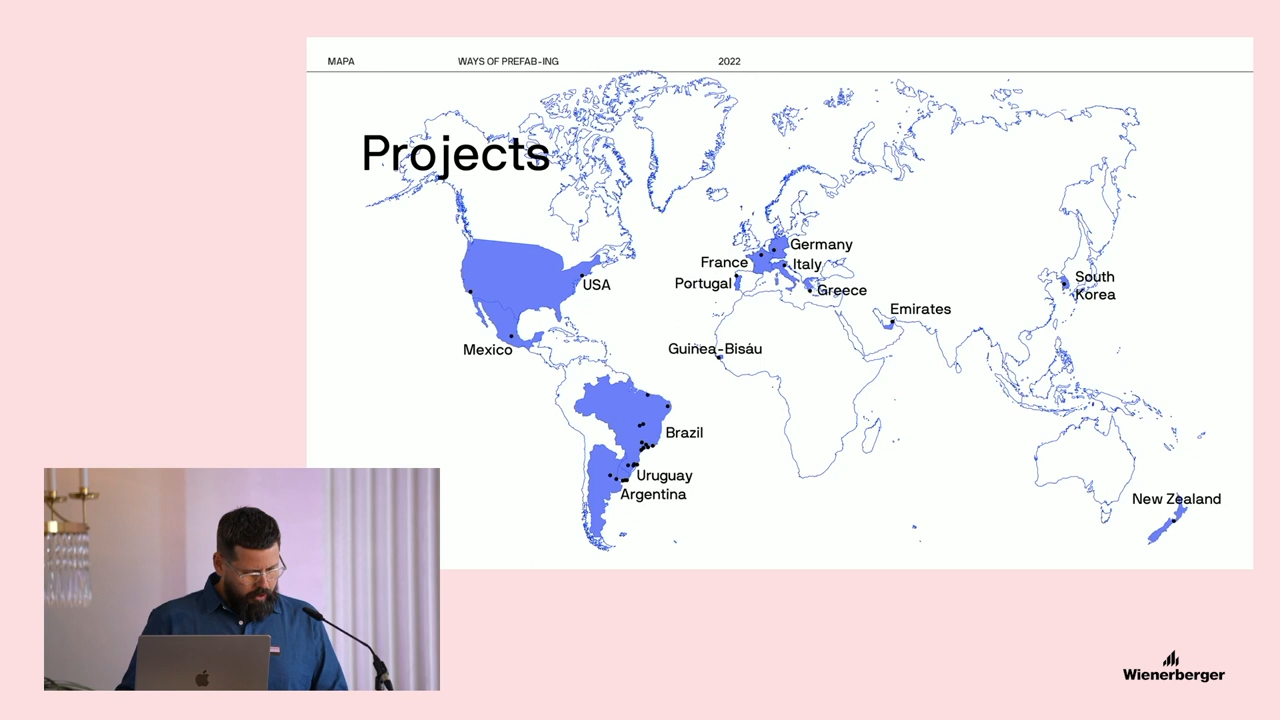 MAPA
WAYS OF PREFAB-ING
2022
Projects
Germany
France
Italy
South
Korea
Portugal
USA
Greece
Emirates
Mexico
Guinea-Bisáu
Brazil
Uruguay
Argentina
New Zealand
Wienerberger